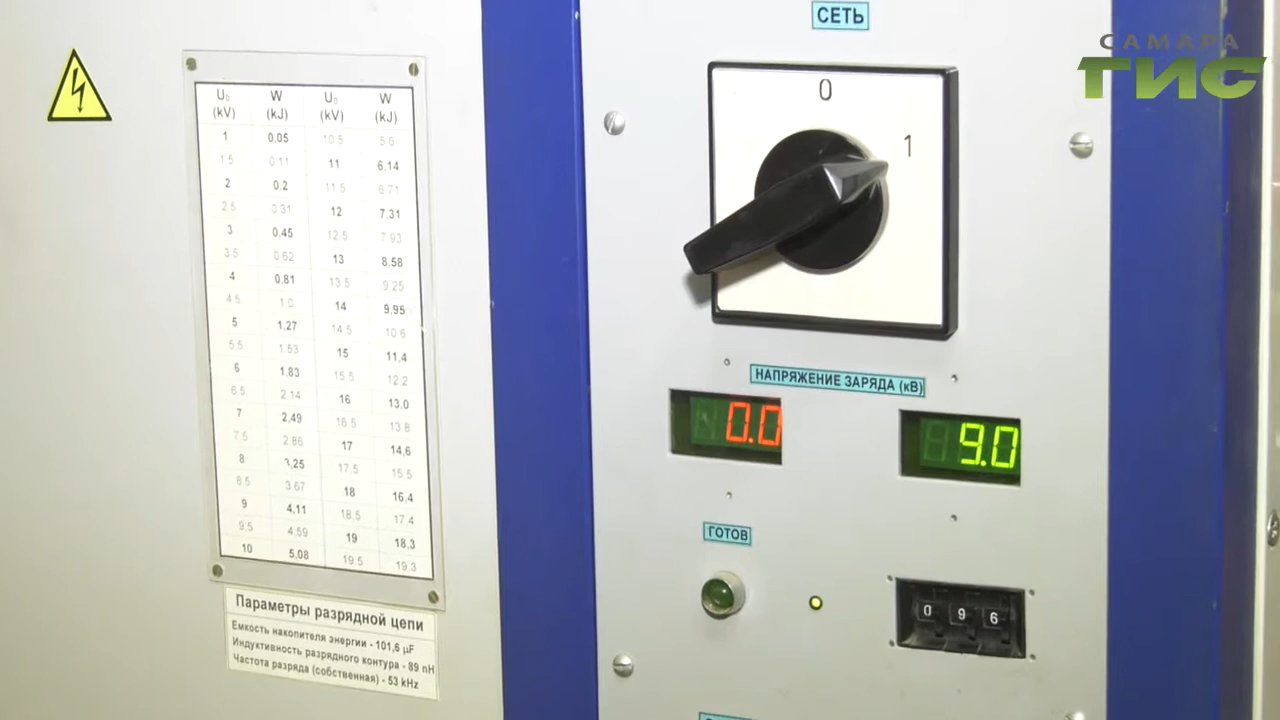 САМАРА
ГИС
СЕТЬ
0
1
U₀ (kV) W (kJ) U₀ (kV) W (kJ)
1 0.05 10.5 5.6
1.5 0.11 11 6,14
2 0.2 11.5 6.71
2.5 0.31 12 7,31
3 0,45 12.5 7.93
3.5 0.62 13 8.58
4 0,81 13.5 9.25
4.5 1.0 14 9,95
5 1,27 14.5 10.6
5.5 1.53 15 11,4
6 1,83 15.5 12.2
6.5 2.14 16 13,0
7 2,49 16.5 13.8
7.5 2.86 17 14,6
8 3,25 17,5 15.5
8.5 3.67 18 16,4
9 4,11 18,5 17.4
9.5 4,59 19 18,3
10 5,08 19.5 19.3
Параметры разрядной цепи
Емкость накопителя энергии - 101,6 µF
Индуктивность разрядного контура - 89 nH
Частота разряда (собственная) - 53 kHz
НАПРЯЖЕНИЕ ЗАРЯДА (кВ)
0.0
9.0
ГОТОВ
0 9 6